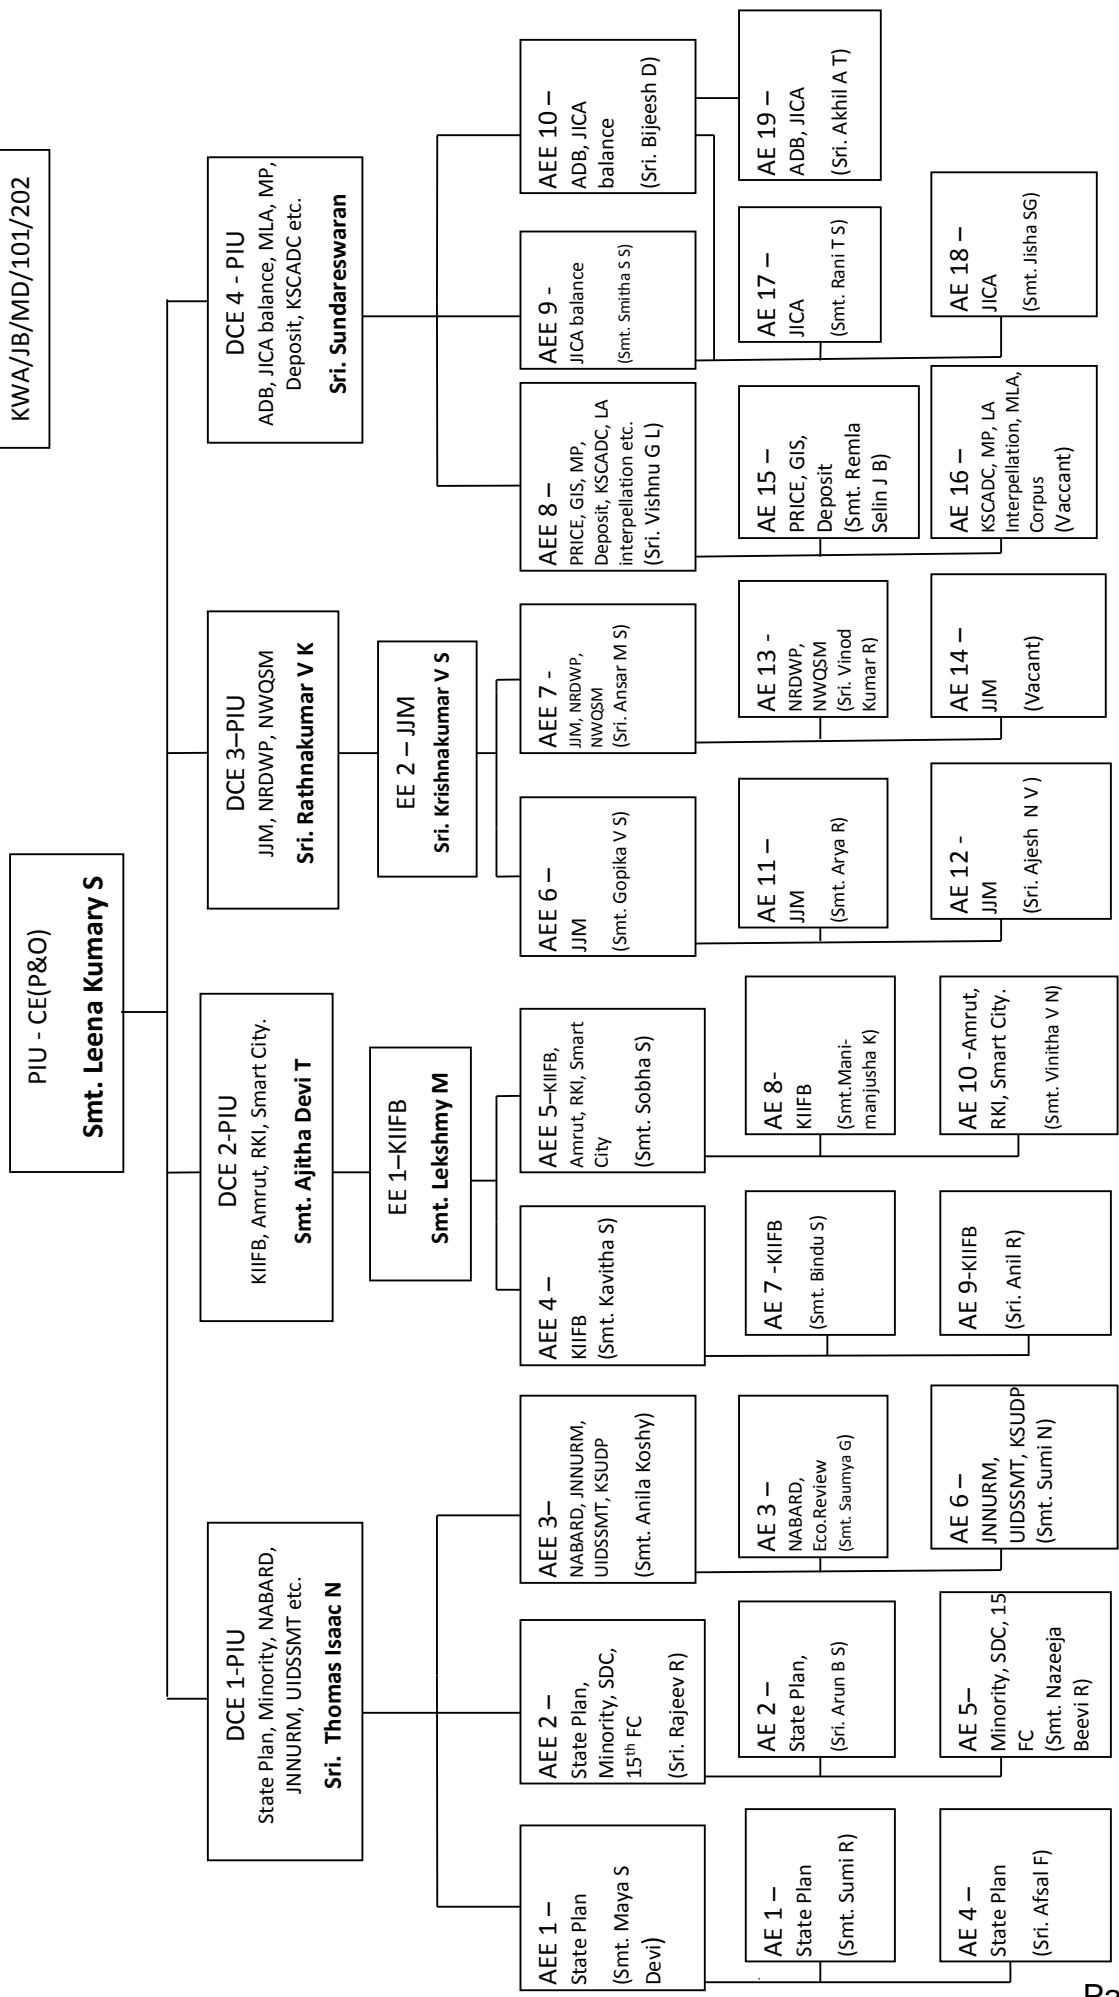 KWA/JB/MD/101/202
PIU - CE(P&O)
Smt. Leena Kumary S
DCE 1-PIU
State Plan, Minority, NABARD,
JNNURM, UIDSSMT etc.
Sri.  Thomas Isaac N
DCE 2-PIU
KIIFB, Amrut, RKI, Smart City.
Smt. Ajitha Devi T
DCE 3–PIU
JJM, NRDWP, NWQSM
Sri. Rathnakumar V K
DCE 4 - PIU
ADB, JICA balance, MLA, MP,
Deposit, KSCADC etc.
Sri. Sundareswaran
EE 1–KIIFB
Smt. Lekshmy M
EE 2 – JJM
Sri. Krishnakumar V S
AEE 1 –
State Plan
(Smt. Maya S
Devi)
AEE 2 –
State Plan,
Minority, SDC,
15th FC
(Sri. Rajeev R)
AEE 3–
NABARD, JNNURM,
UIDSSMT, KSUDP
(Smt. Anila Koshy)
AEE 4 –
KIIFB
(Smt. Kavitha S)
AEE 5–KIIFB,
Amrut, RKI, Smart
City
(Smt. Sobha S)
AEE 6 –
JJM
(Smt. Gopika V S)
AEE 7 -
JJM, NRDWP,
NWQSM
(Sri. Ansar M S)
AEE 8 –
PRICE, GIS, MP,
Deposit, KSCADC, LA
interpellation etc.
(Sri. Vishnu G L)
AEE 9 -
JICA balance
(Smt. Smitha S S)
AEE 10 –
ADB, JICA
balance
(Sri. Bijeesh D)
AE 1 –
State Plan
(Smt. Sumi R)
AE 2 –
State Plan,
(Sri. Arun B S)
AE 3 –
NABARD,
Eco.Review
(Smt. Saumya G)
AE 7 -KIIFB
(Smt. Bindu S)
AE 8-
KIIFB
(Smt.Mani-
manjusha K)
AE 11 –
JJM
(Smt. Arya R)
AE 13 -
NRDWP,
NWQSM
(Sri. Vinod
Kumar R)
AE 15 –
PRICE, GIS,
Deposit
(Smt. Remla
Selin J B)
AE 17 –
JICA
(Smt. Rani T S)
AE 19 –
ADB, JICA
(Sri. Akhil A T)
AE 4 –
State Plan
(Sri. Afsal F)
AE 5–
Minority, SDC, 15
FC
(Smt. Nazeeja
Beevi R)
AE 6 –
JNNURM,
UIDSSMT, KSUDP
(Smt. Sumi N)
AE 9-KIIFB
(Sri. Anil R)
AE 10 -Amrut,
RKI, Smart City.
(Smt. Vinitha V N)
AE 12 -
JJM
(Sri. Ajesh  N V )
AE 14 –
JJM
(Vacant)
AE 16 –
KSCADC, MP, LA
Interpellation, MLA,
Corpus
(Vaccant)
AE 18 –
JICA
(Smt. Jisha SG)